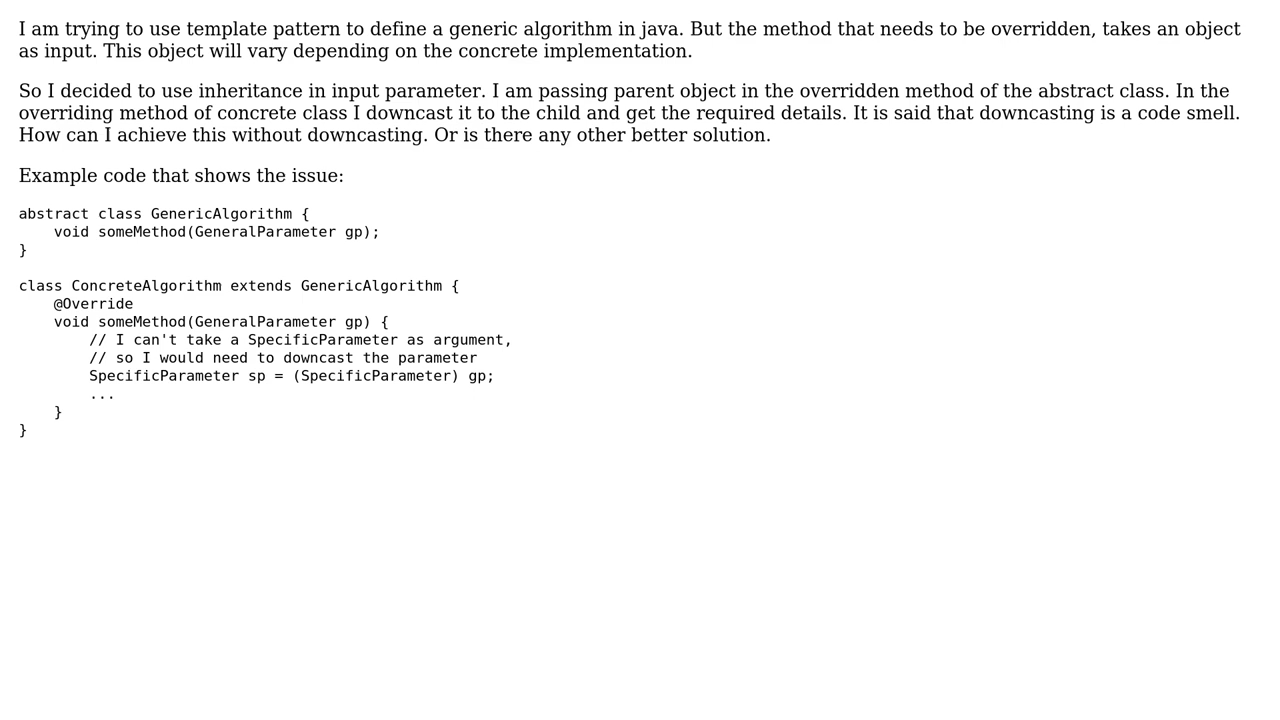 I am trying to use template pattern to define a generic algorithm in java. But the method that needs to be overridden, takes an object
as input. This object will vary depending on the concrete implementation.
So I decided to use inheritance in input parameter. I am passing parent object in the overridden method of the abstract class. In the
overriding method of concrete class I downcast it to the child and get the required details. It is said that downcasting is a code smell.
How can I achieve this without downcasting. Or is there any other better solution.
Example code that shows the issue:
abstract class GenericAlgorithm {
    void someMethod(GeneralParameter gp);
}
class ConcreteAlgorithm extends GenericAlgorithm {
    @Override
    void someMethod(GeneralParameter gp) {
        // I can't take a SpecificParameter as argument,
        // so I would need to downcast the parameter
        SpecificParameter sp = (SpecificParameter) gp;
        ...
    }
}